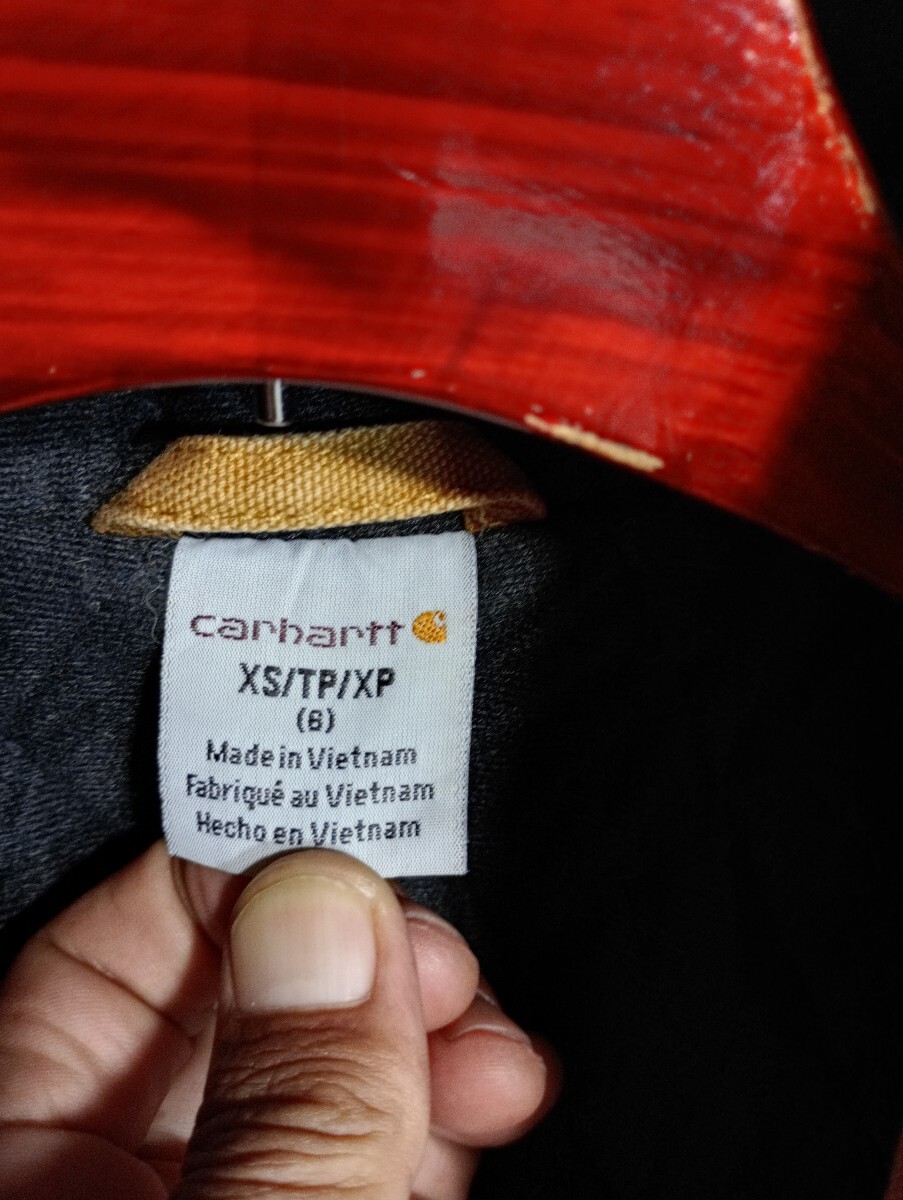 carhartt
XS/TP/XP
(6)
Made in Vietnam
Fabriqué au Vietnam
Hecho en Vietnam